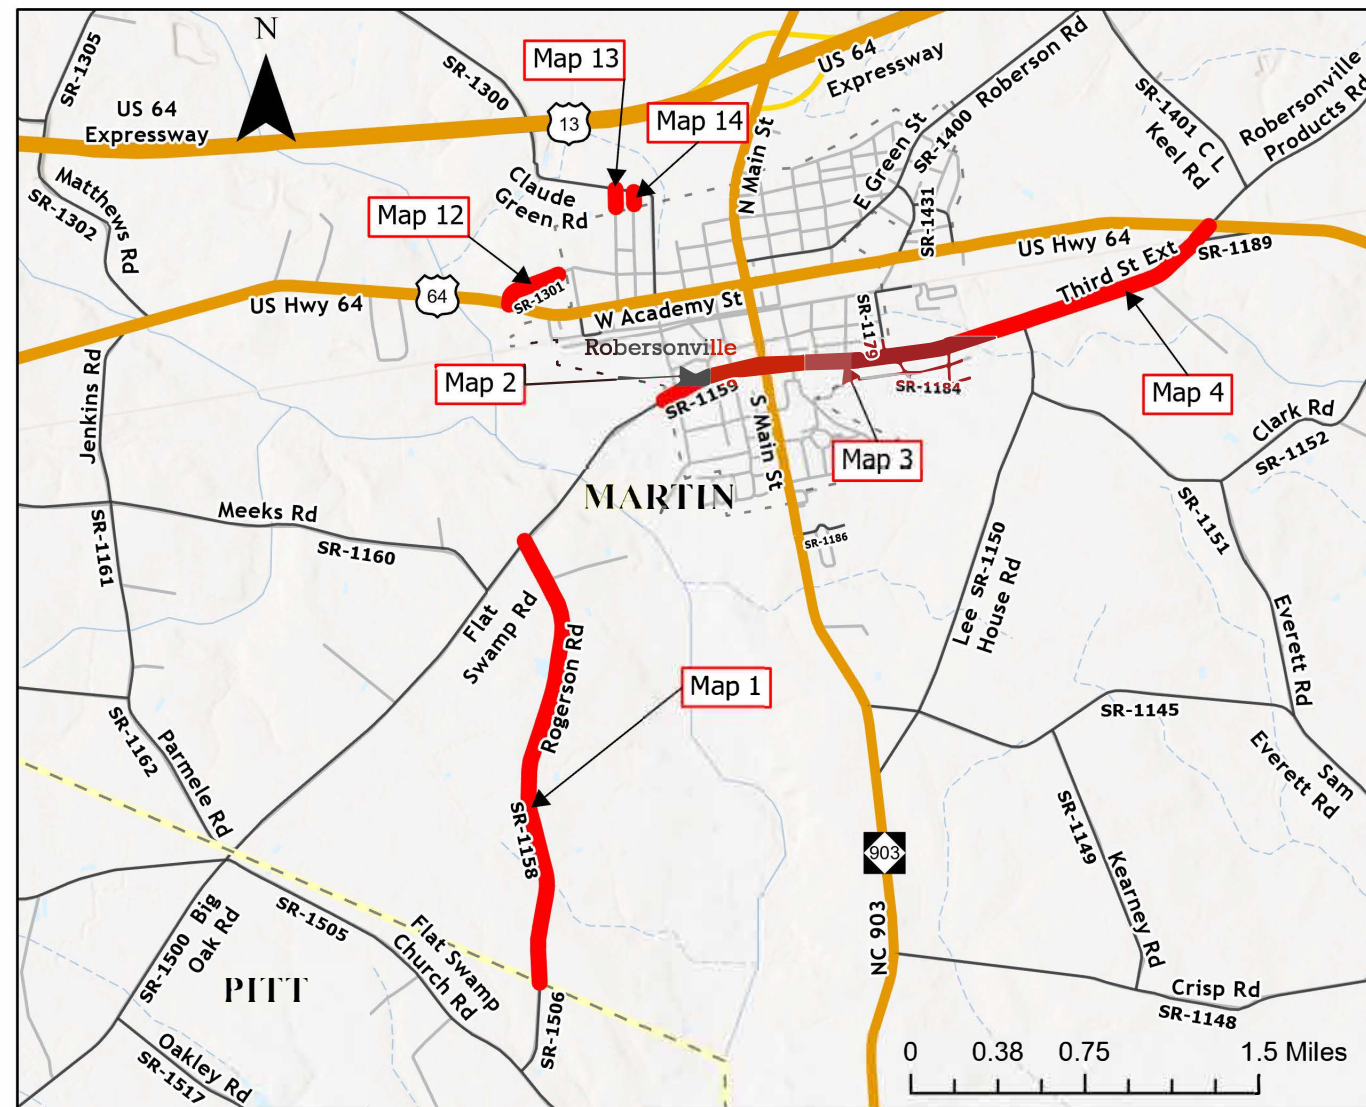 N
SR-1305
SR-1300
Map 13
US 64
Expressway
SR-1400 Roberson Rd
SR-1401 C L
Keel Rd
Robersonville
Products Rd
US 64
Expressway
13
Map 14
N Main St
E Green St
Matthews Rd
SR-1302
Claude
Green Rd
Map 12
SR-1431
US Hwy 64
SR-1189
Third St Ext
US Hwy 64
64
SR-1301
W Academy St
SR-1179
Robersonville
Jenkins Rd
Map 2
SR-1159
SR-1184
Map 4
S Main St
Map 3
Clark Rd
SR-1152
MARTIN
Meeks Rd
SR-1160
SR-1161
SR-1186
SR-1151
Lee SR-1150
House Rd
Flat
Swamp Rd
Rogerson Rd
Everett Rd
Map 1
SR-1145
SR-1162
Parmele Rd
Sam
Everett Rd
SR-1158
SR-1149
Kearney Rd
903
SR-1505
Flat Swamp
Church Rd
SR-1500 Big
Oak Rd
NC 903
PITT
Crisp Rd
SR-1148
SR-1506
Oakley Rd
SR-1517
0 0.38 0.75 1.5 Miles